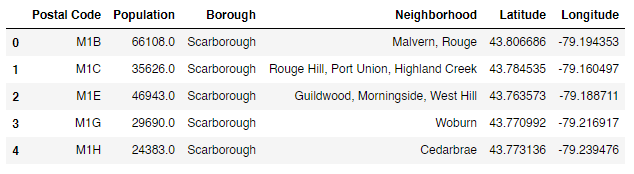 Postal Code Population Borough Neighborhood Latitude Longitude
0 M1B 66108.0 Scarborough Malvern, Rouge 43.806686 -79.194353
1 M1C 35626.0 Scarborough Rouge Hill, Port Union, Highland Creek 43.784535 -79.160497
2 M1E 46943.0 Scarborough Guildwood, Morningside, West Hill 43.763573 -79.188711
3 M1G 29690.0 Scarborough Woburn 43.770992 -79.216917
4 M1H 24383.0 Scarborough Cedarbrae 43.773136 -79.239476